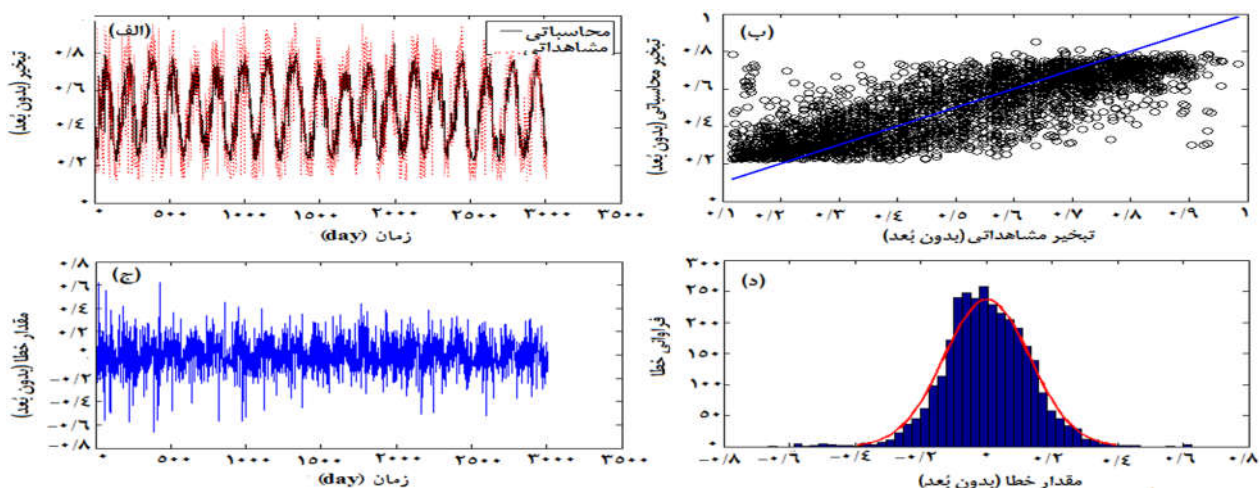 (الف)
محاسباتی
مشاهداتی
تبخیر (بدون بُعد)
۰/۸
۰/۶
۰/۴
۰/۲
۰
۰ ۵۰۰ ۱۰۰۰ ۱۵۰۰ ۲۰۰۰ ۲۵۰۰ ۳۰۰۰ ۳۵۰۰
زمان (day)
(ب)
تبخیر محاسباتی (بدون بُعد)
۱
۰/۸
۰/۶
۰/۴
۰/۲
۰
۰/۱ ۰/۲ ۰/۳ ۰/۴ ۰/۵ ۰/۶ ۰/۷ ۰/۸ ۰/۹ ۱
تبخیر مشاهداتی (بدون بُعد)
(ج)
مقدار خطا (بدون بُعد)
۰/۸
۰/۶
۰/۴
۰/۲
۰
−۰/۲
−۰/۴
−۰/۶
−۰/۸
۰ ۵۰۰ ۱۰۰۰ ۱۵۰۰ ۲۰۰۰ ۲۵۰۰ ۳۰۰۰ ۳۵۰۰
زمان (day)
(د)
فراوانی خطا
۳۰۰
۲۵۰
۲۰۰
۱۵۰
۱۰۰
۵۰
۰
−۰/۸ −۰/۶ −۰/۴ −۰/۲ ۰ ۰/۲ ۰/۴ ۰/۶ ۰/۸
مقدار خطا (بدون بُعد)